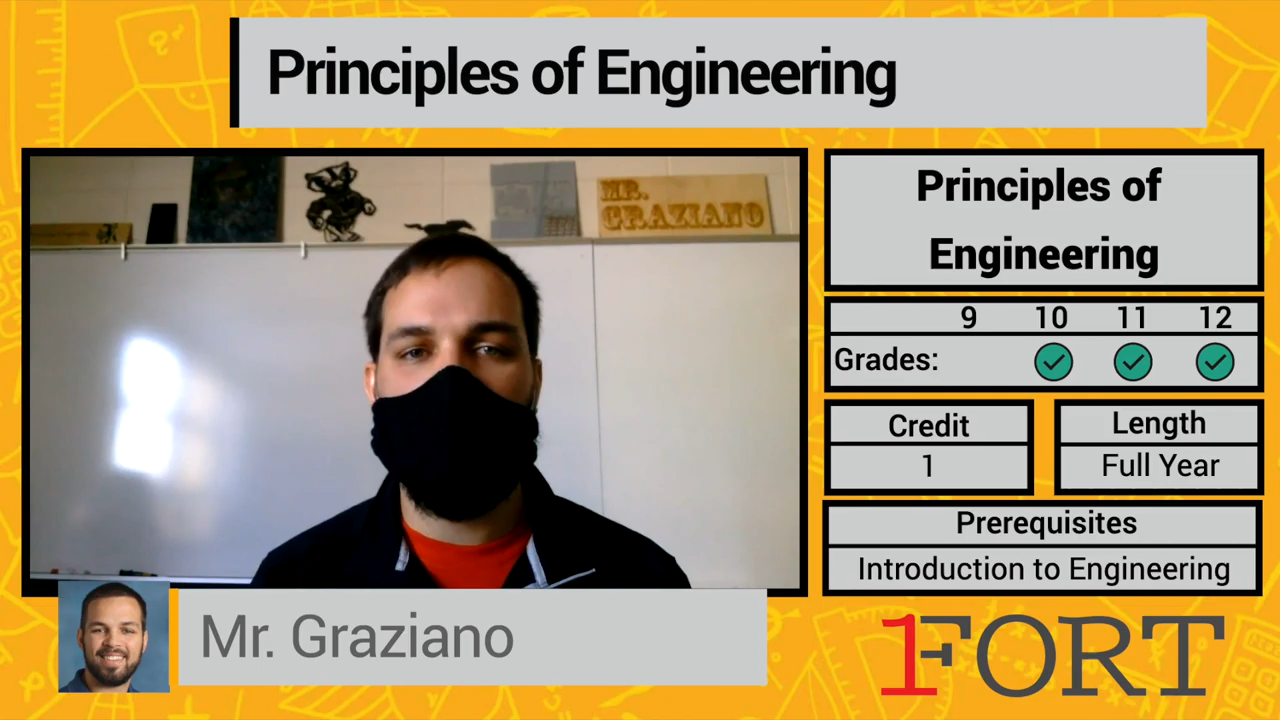 Principles of Engineering
MR.
GRAZIANO
Principles of
Engineering
9 10 11 12
Grades:
Credit
1
Length
Full Year
Prerequisites
Introduction to Engineering
Mr. Graziano
1FORT